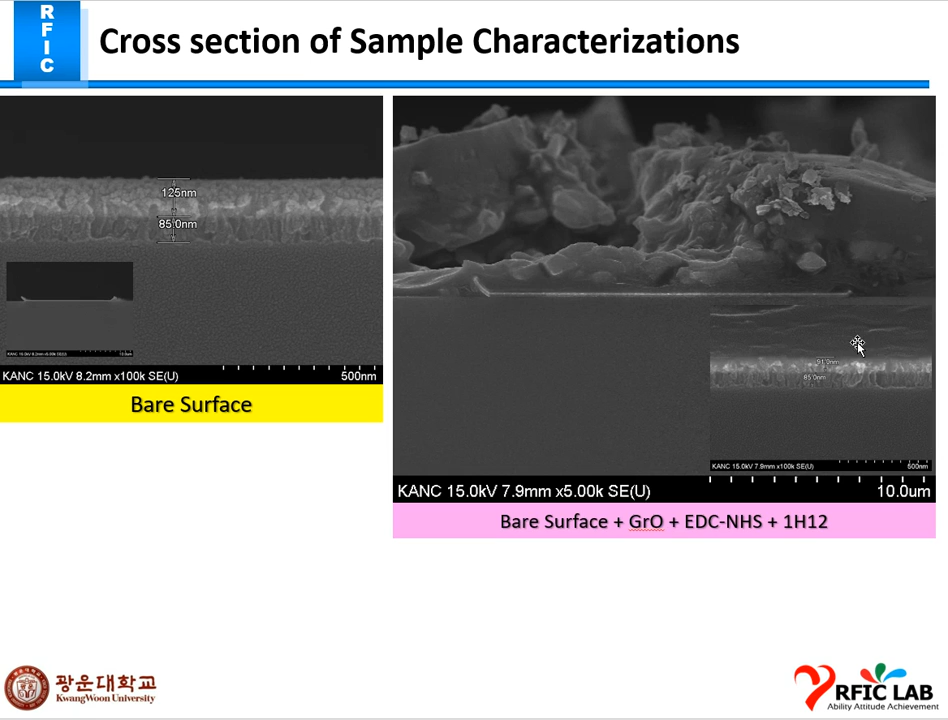 R
F
I
C
Cross section of Sample Characterizations
125nm
85.0nm
KANC 15.0kV 8.2mm x100k SE(U)
500nm
Bare Surface
91.0nm
85.0nm
KANC 15.0kV 7.9mm x100k SE(U)
500nm
KANC 15.0kV 7.9mm x5.00k SE(U)
10.0um
Bare Surface + GrO + EDC-NHS + 1H12
광운대학교
KwangWoon University
RFIC LAB
Ability Attitude Achievement